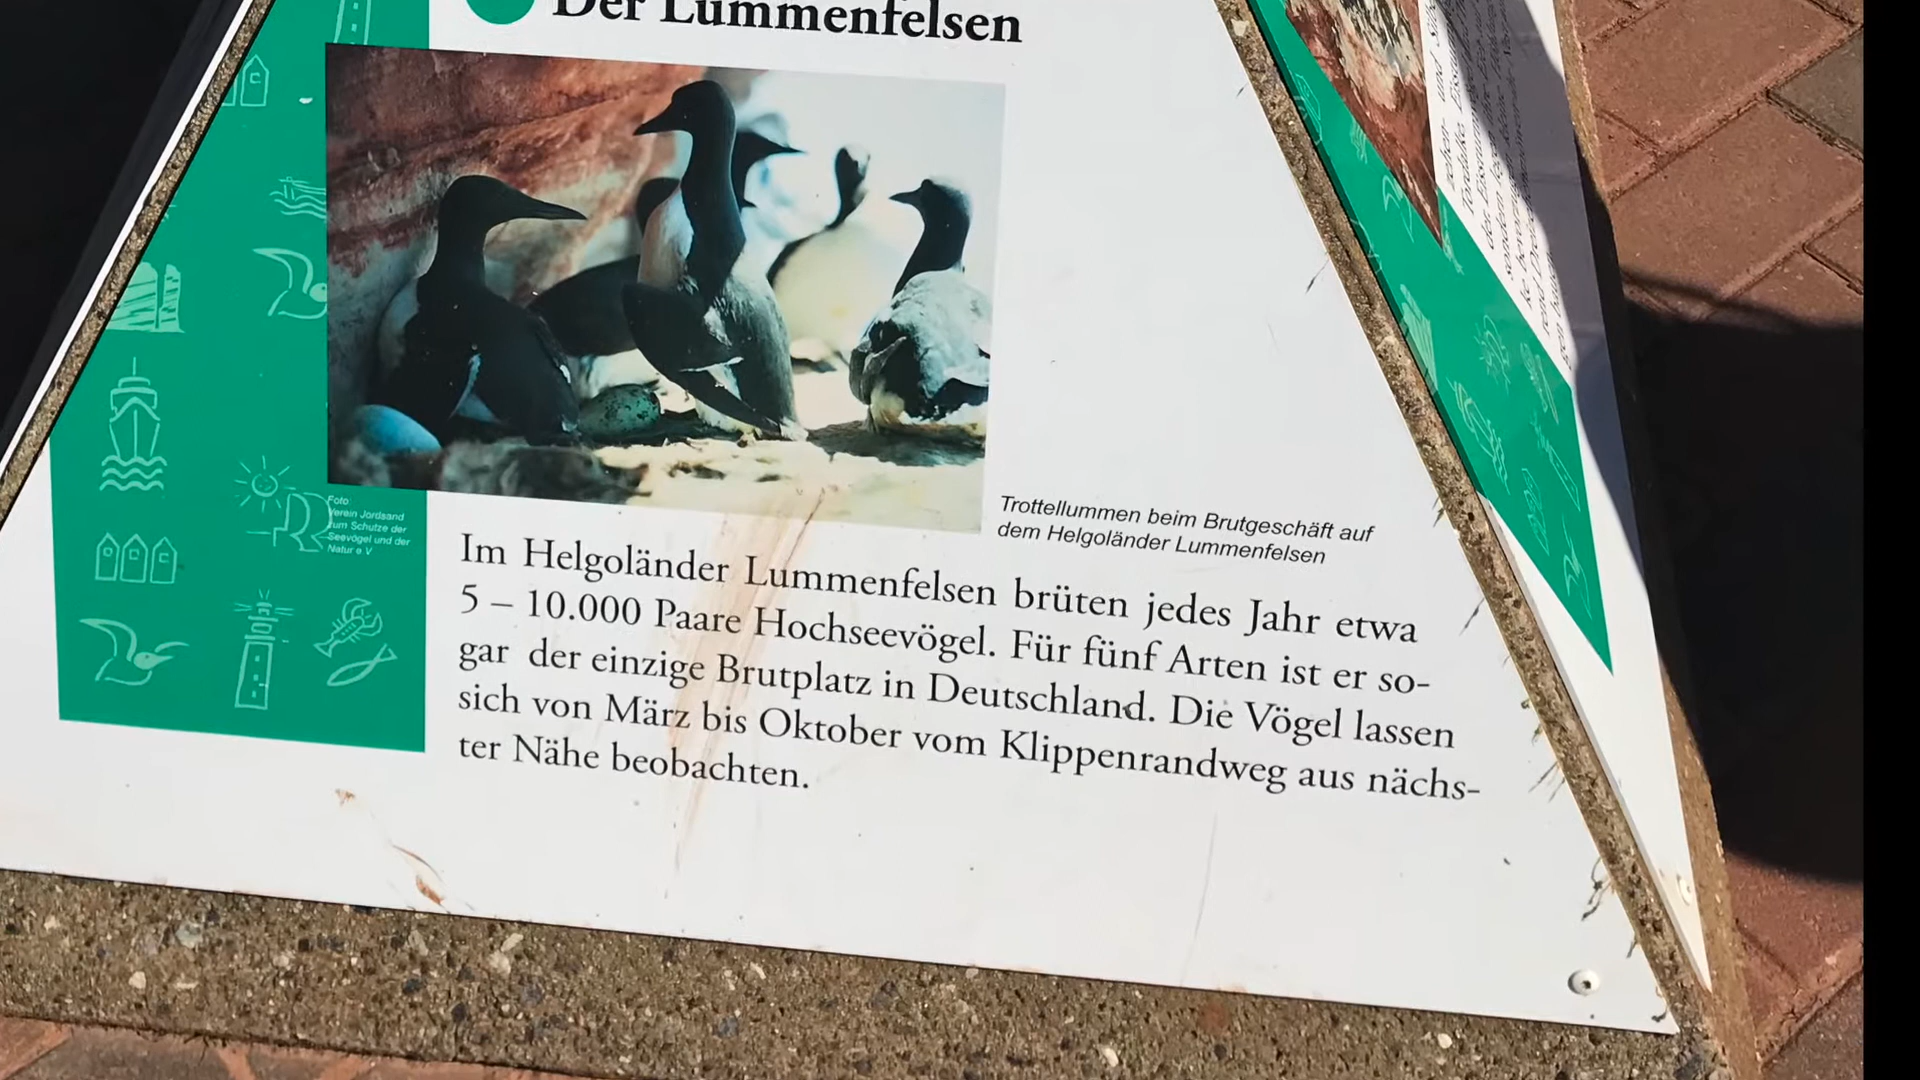 Der Lummenfelsen
Foto
Verein Jordsand
zum Schutze der
Seevögel und der
Natur e V
Trottellummen beim Brutgeschäft auf
dem Helgoländer Lummenfelsen
Im Helgoländer Lummenfelsen brüten jedes Jahr etwa
5 – 10.000 Paare Hochseevögel. Für fünf Arten ist er so-
gar der einzige Brutplatz in Deutschland. Die Vögel lassen
sich von März bis Oktober vom Klippenrandweg aus nächs-
ter Nähe beobachten.